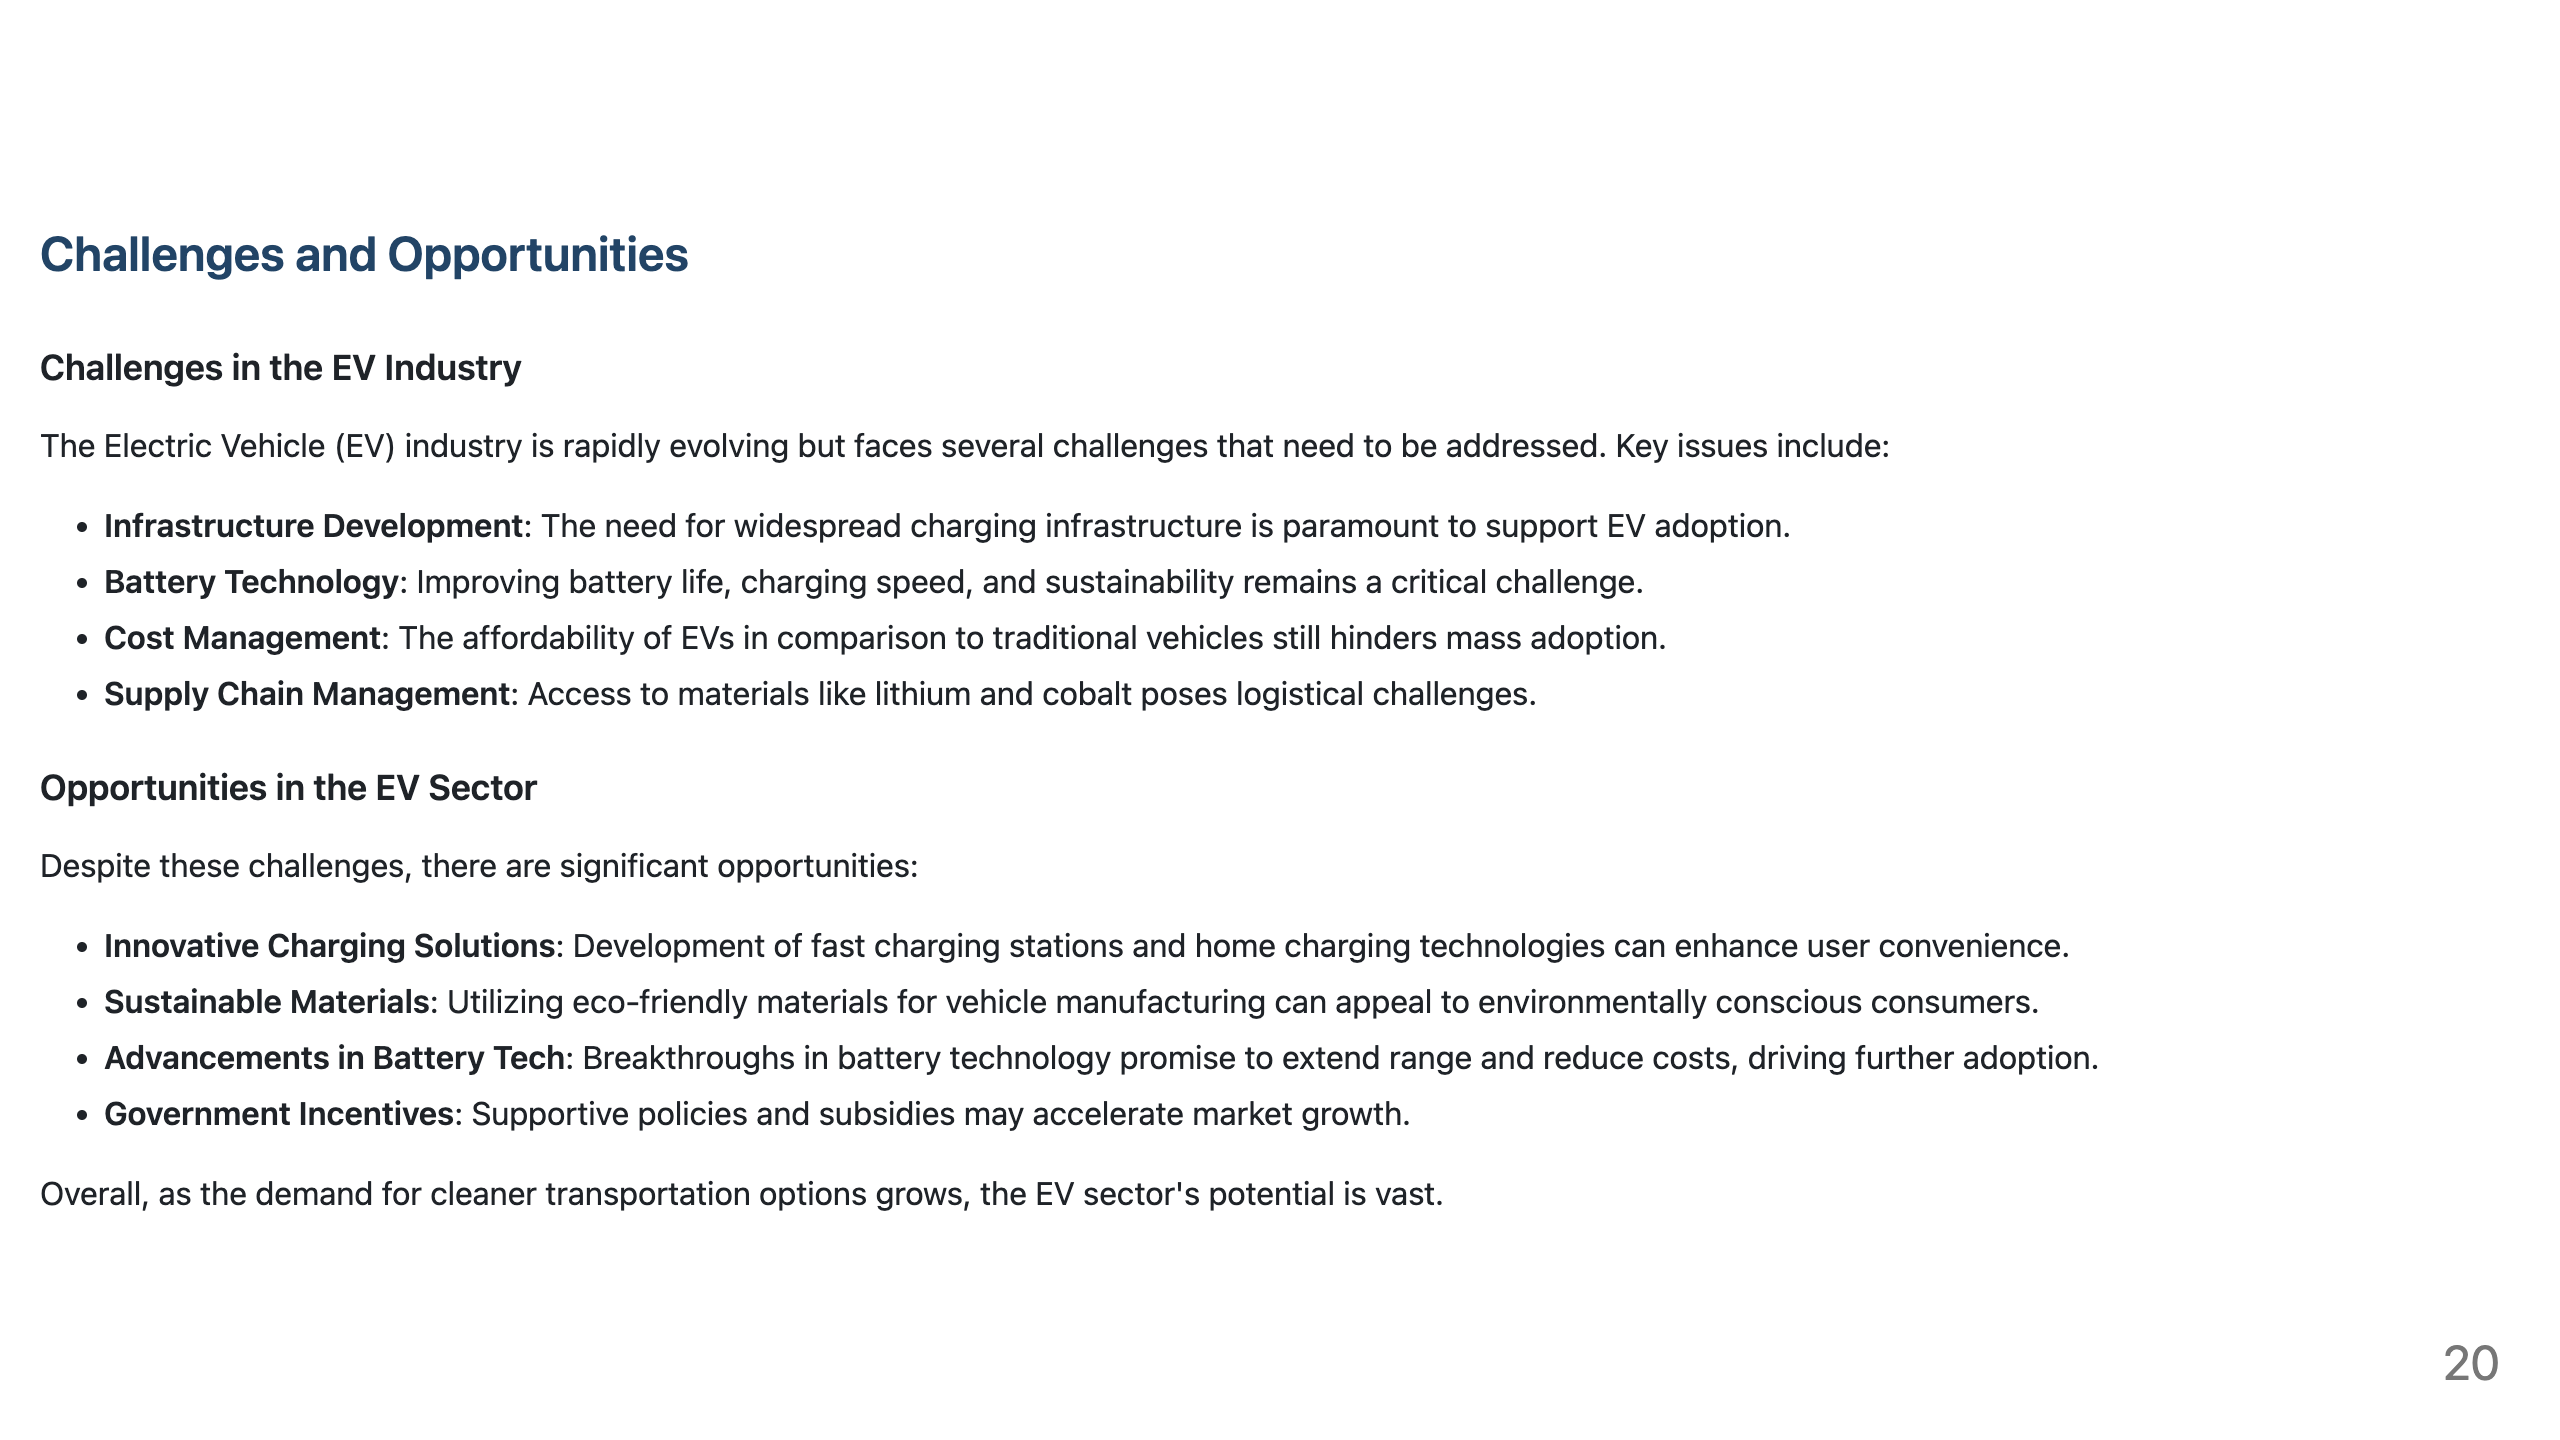 Challenges and Opportunities
Challenges in the EV Industry
The Electric Vehicle (EV) industry is rapidly evolving but faces several challenges that need to be addressed. Key issues include:
• Infrastructure Development: The need for widespread charging infrastructure is paramount to support EV adoption.
• Battery Technology: Improving battery life, charging speed, and sustainability remains a critical challenge.
• Cost Management: The affordability of EVs in comparison to traditional vehicles still hinders mass adoption.
• Supply Chain Management: Access to materials like lithium and cobalt poses logistical challenges.
Opportunities in the EV Sector
Despite these challenges, there are significant opportunities:
• Innovative Charging Solutions: Development of fast charging stations and home charging technologies can enhance user convenience.
• Sustainable Materials: Utilizing eco-friendly materials for vehicle manufacturing can appeal to environmentally conscious consumers.
• Advancements in Battery Tech: Breakthroughs in battery technology promise to extend range and reduce costs, driving further adoption.
• Government Incentives: Supportive policies and subsidies may accelerate market growth.
Overall, as the demand for cleaner transportation options grows, the EV sector's potential is vast.
20